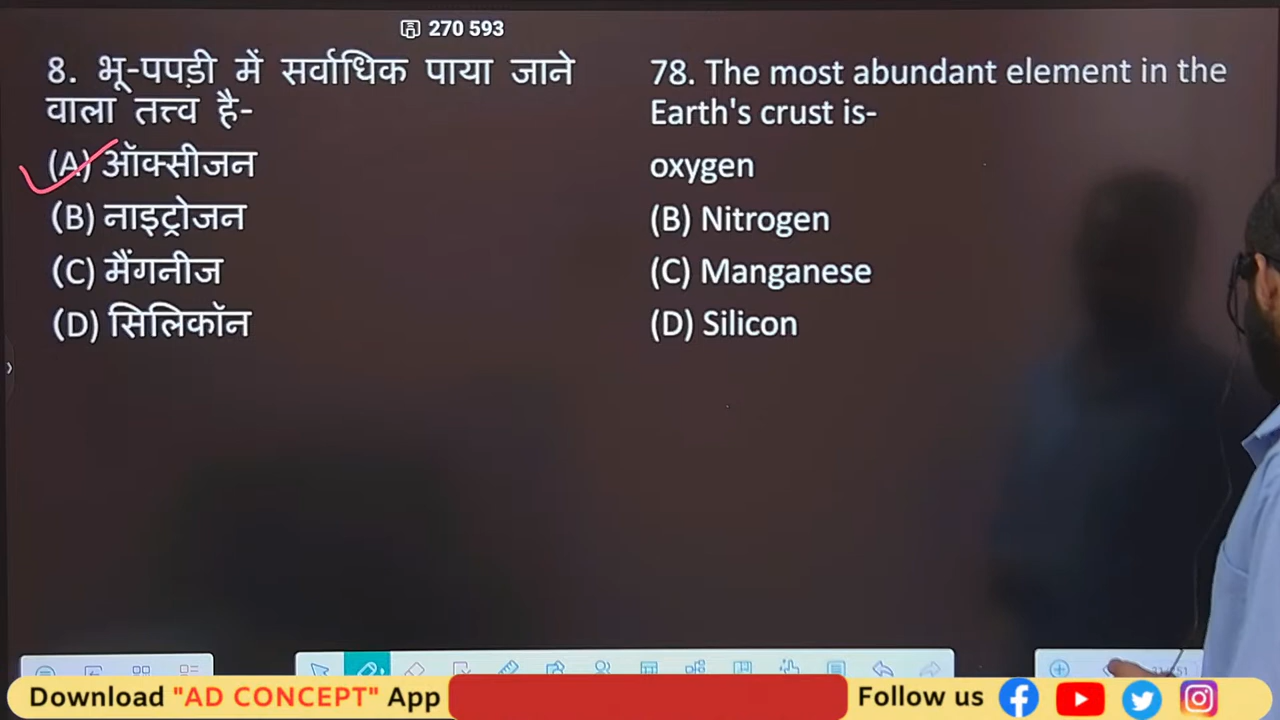 270 593
8. भू-पपड़ी में सर्वाधिक पाया जाने
वाला तत्त्व है-
(A) ऑक्सीजन
(B) नाइट्रोजन
(C) मैंगनीज
(D) सिलिकॉन
78. The most abundant element in the
Earth's crust is-
oxygen
(B) Nitrogen
(C) Manganese
(D) Silicon
Download "AD CONCEPT" App
Follow us